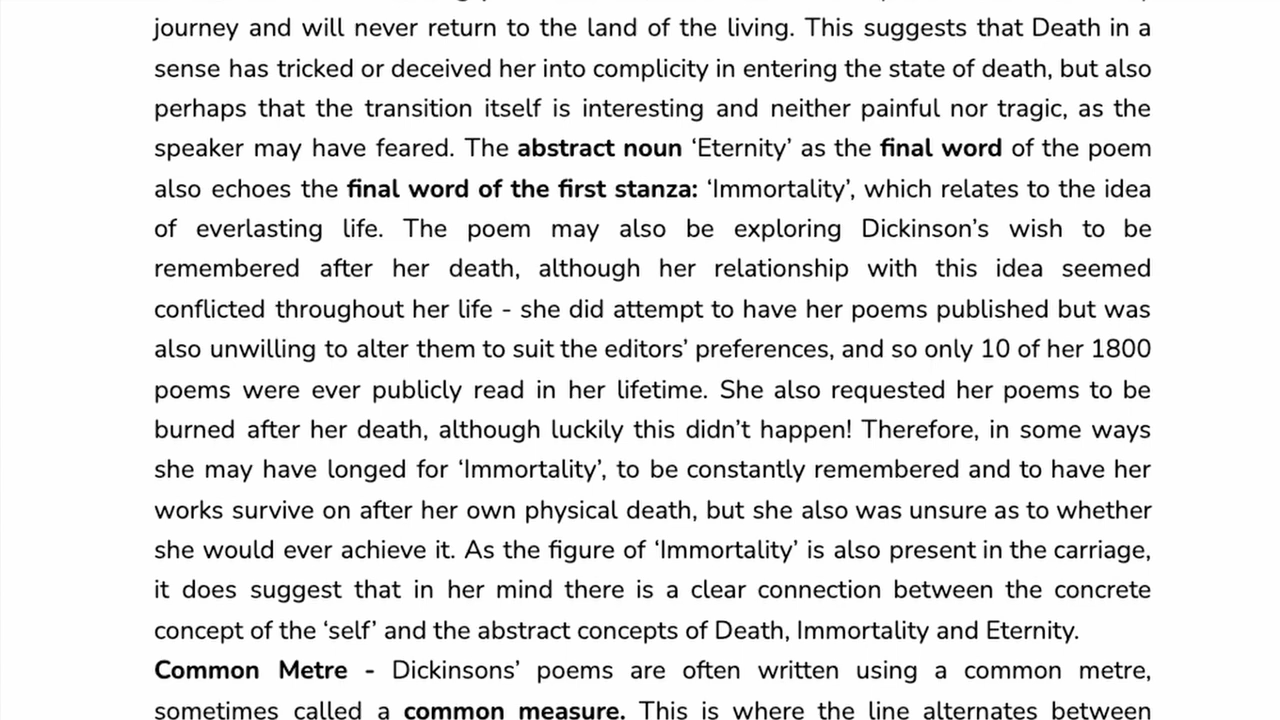 journey and will never return to the land of the living. This suggests that Death in a
sense has tricked or deceived her into complicity in entering the state of death, but also
perhaps that the transition itself is interesting and neither painful nor tragic, as the
speaker may have feared. The abstract noun ‘Eternity’ as the final word of the poem
also echoes the final word of the first stanza: ‘Immortality’, which relates to the idea
of everlasting life. The poem may also be exploring Dickinson’s wish to be
remembered after her death, although her relationship with this idea seemed
conflicted throughout her life - she did attempt to have her poems published but was
also unwilling to alter them to suit the editors’ preferences, and so only 10 of her 1800
poems were ever publicly read in her lifetime. She also requested her poems to be
burned after her death, although luckily this didn’t happen! Therefore, in some ways
she may have longed for ‘Immortality’, to be constantly remembered and to have her
works survive on after her own physical death, but she also was unsure as to whether
she would ever achieve it. As the figure of ‘Immortality’ is also present in the carriage,
it does suggest that in her mind there is a clear connection between the concrete
concept of the ‘self’ and the abstract concepts of Death, Immortality and Eternity.
Common Metre - Dickinsons’ poems are often written using a common metre,
sometimes called a common measure. This is where the line alternates between